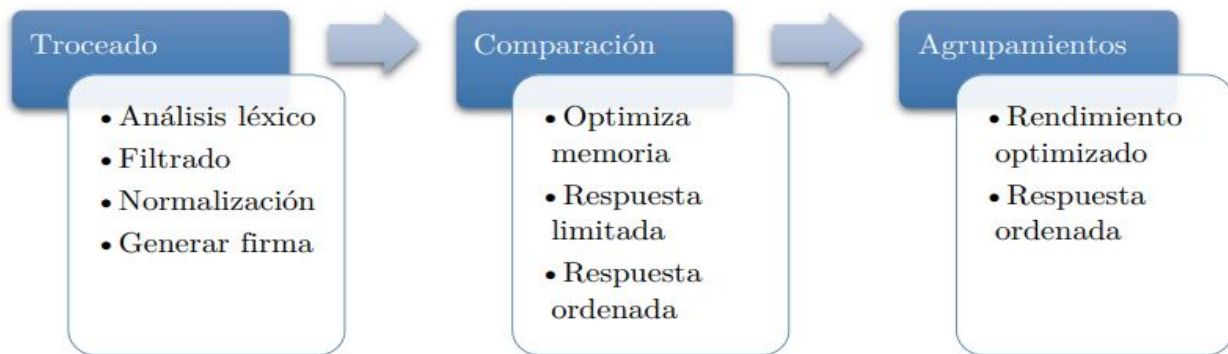 Troceado
• Análisis léxico
• Filtrado
• Normalización
• Generar firma
Comparación
• Optimiza
memoria
• Respuesta
limitada
• Respuesta
ordenada
Agrupamientos
• Rendimiento
optimizado
• Respuesta
ordenada